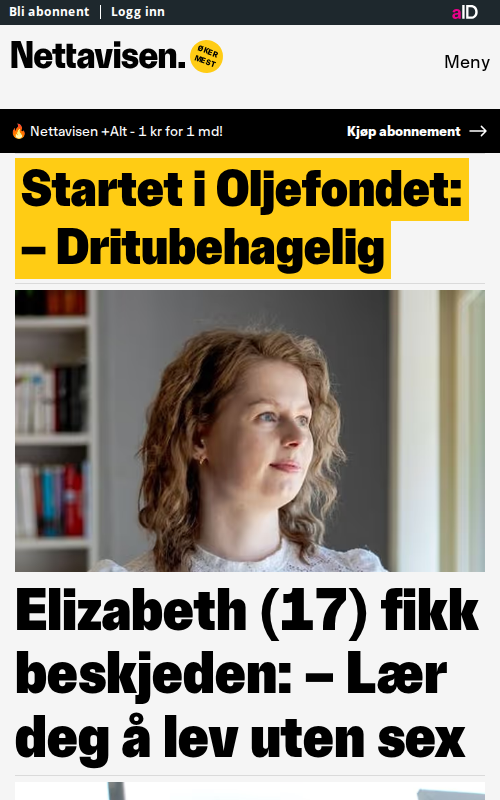 Bli abonnent | Logg inn
aID
Nettavisen. ØKER MEST
Meny
🔥 Nettavisen +Alt - 1 kr for 1 md!
Kjøp abonnement →
Startet i Oljefondet:
– Dritubehagelig
Elizabeth (17) fikk
beskjeden: – Lær
deg å lev uten sex